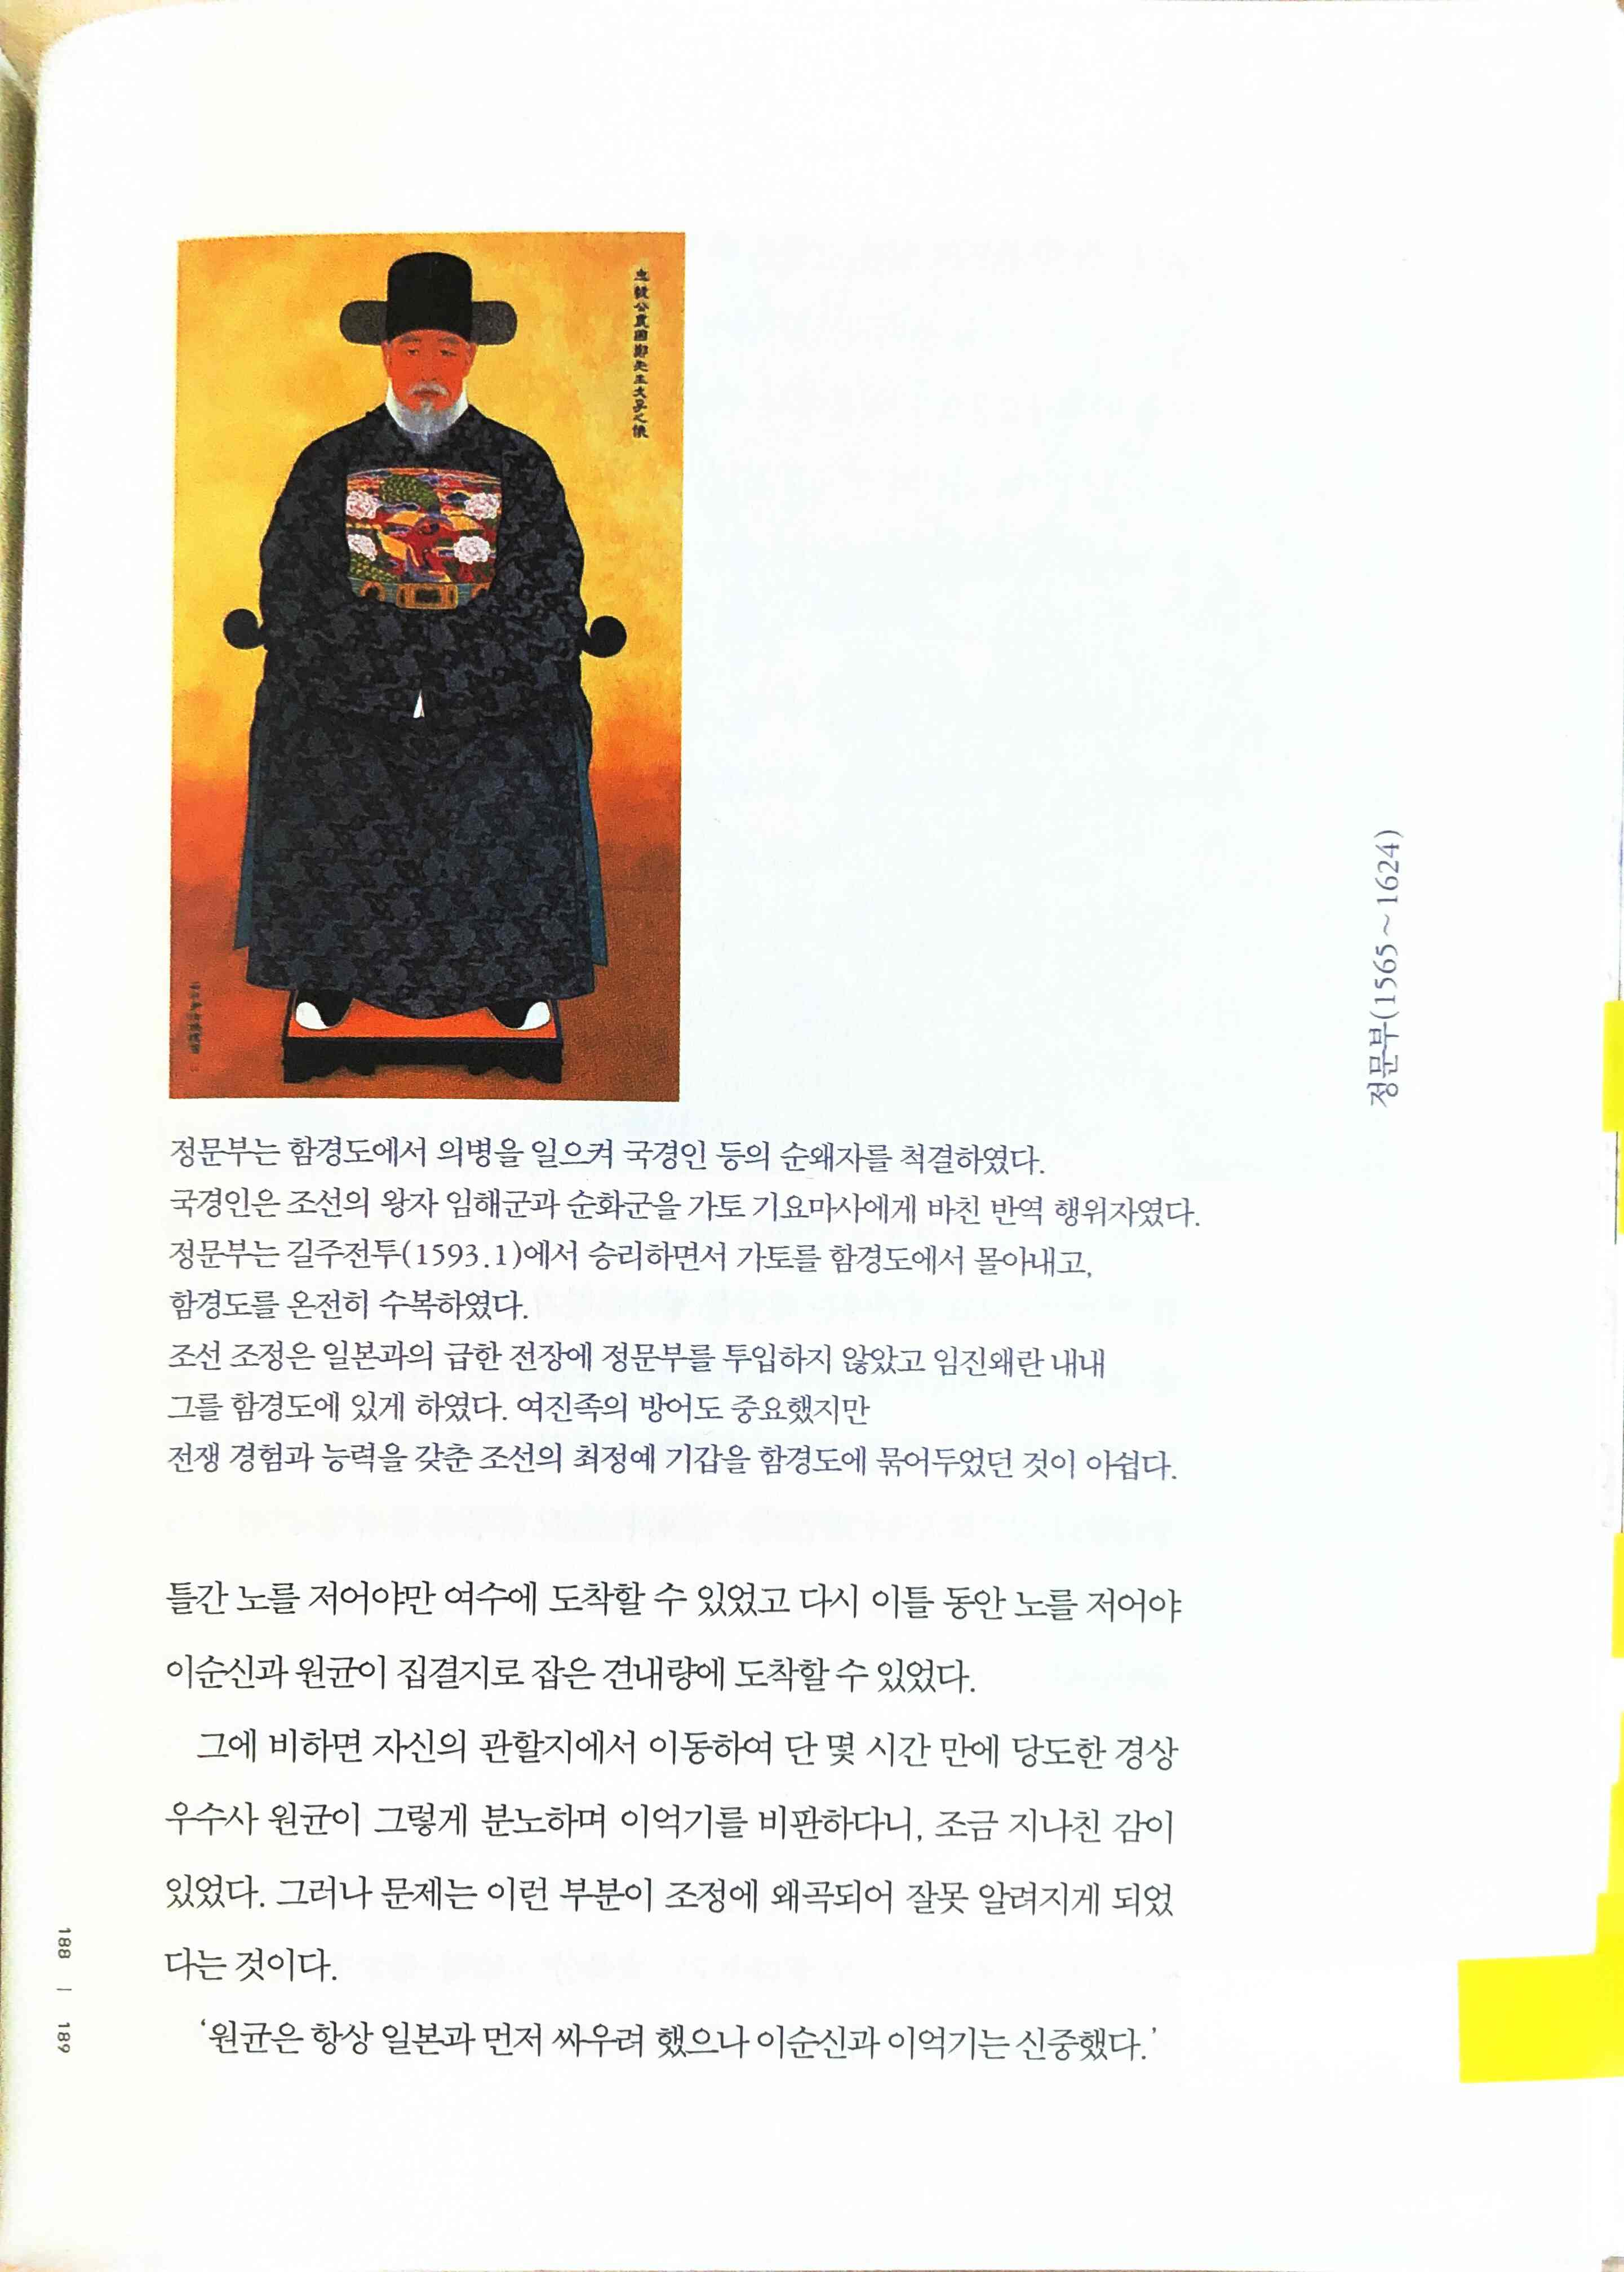 忠毅公農圃鄭先生文孚之像
정문부(1565~1624)
정문부는 함경도에서 의병을 일으켜 국경인 등의 순왜자를 척결하였다.
국경인은 조선의 왕자 임해군과 순화군을 가토 기요마사에게 바친 반역 행위자였다.
정문부는 길주전투(1593.1)에서 승리하면서 가토를 함경도에서 몰아내고,
함경도를 온전히 수복하였다.
조선 조정은 일본과의 급한 전장에 정문부를 투입하지 않았고 임진왜란 내내
그를 함경도에 있게 하였다. 여진족의 방어도 중요했지만
전쟁 경험과 능력을 갖춘 조선의 최정예 기갑을 함경도에 묶어두었던 것이 아쉽다.
틀간 노를 저어야만 여수에 도착할 수 있었고 다시 이틀 동안 노를 저어야
이순신과 원균이 집결지로 잡은 견내량에 도착할 수 있었다.
그에 비하면 자신의 관할지에서 이동하여 단 몇 시간 만에 당도한 경상
우수사 원균이 그렇게 분노하며 이억기를 비판하다니, 조금 지나친 감이
있었다. 그러나 문제는 이런 부분이 조정에 왜곡되어 잘못 알려지게 되었
다는 것이다.
‘원균은 항상 일본과 먼저 싸우려 했으나 이순신과 이억기는 신중했다.’
188 | 189